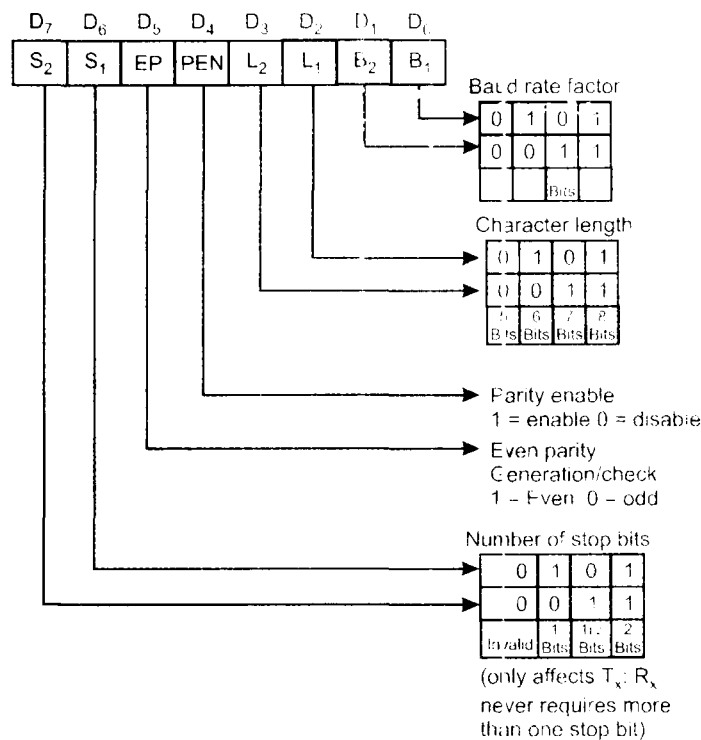 D7 D6 D5 D4 D3 D2 D1 D0
S2 S1 EP PEN L2 L1 B2 B1
Baud rate factor
0 1 0 1
0 0 1 1
Bits
Character length
0 1 0 1
0 0 1 1
5 Bits 6 Bits 7 Bits 8 Bits
Parity enable
1 = enable 0 = disable
Even parity
Generation/check
1 – Even 0 – odd
Number of stop bits
0 1 0 1
0 0 1 1
Invalid 1 Bits Bits 2 Bits
(only affects Tx: Rx
never requires more
than one stop bit)